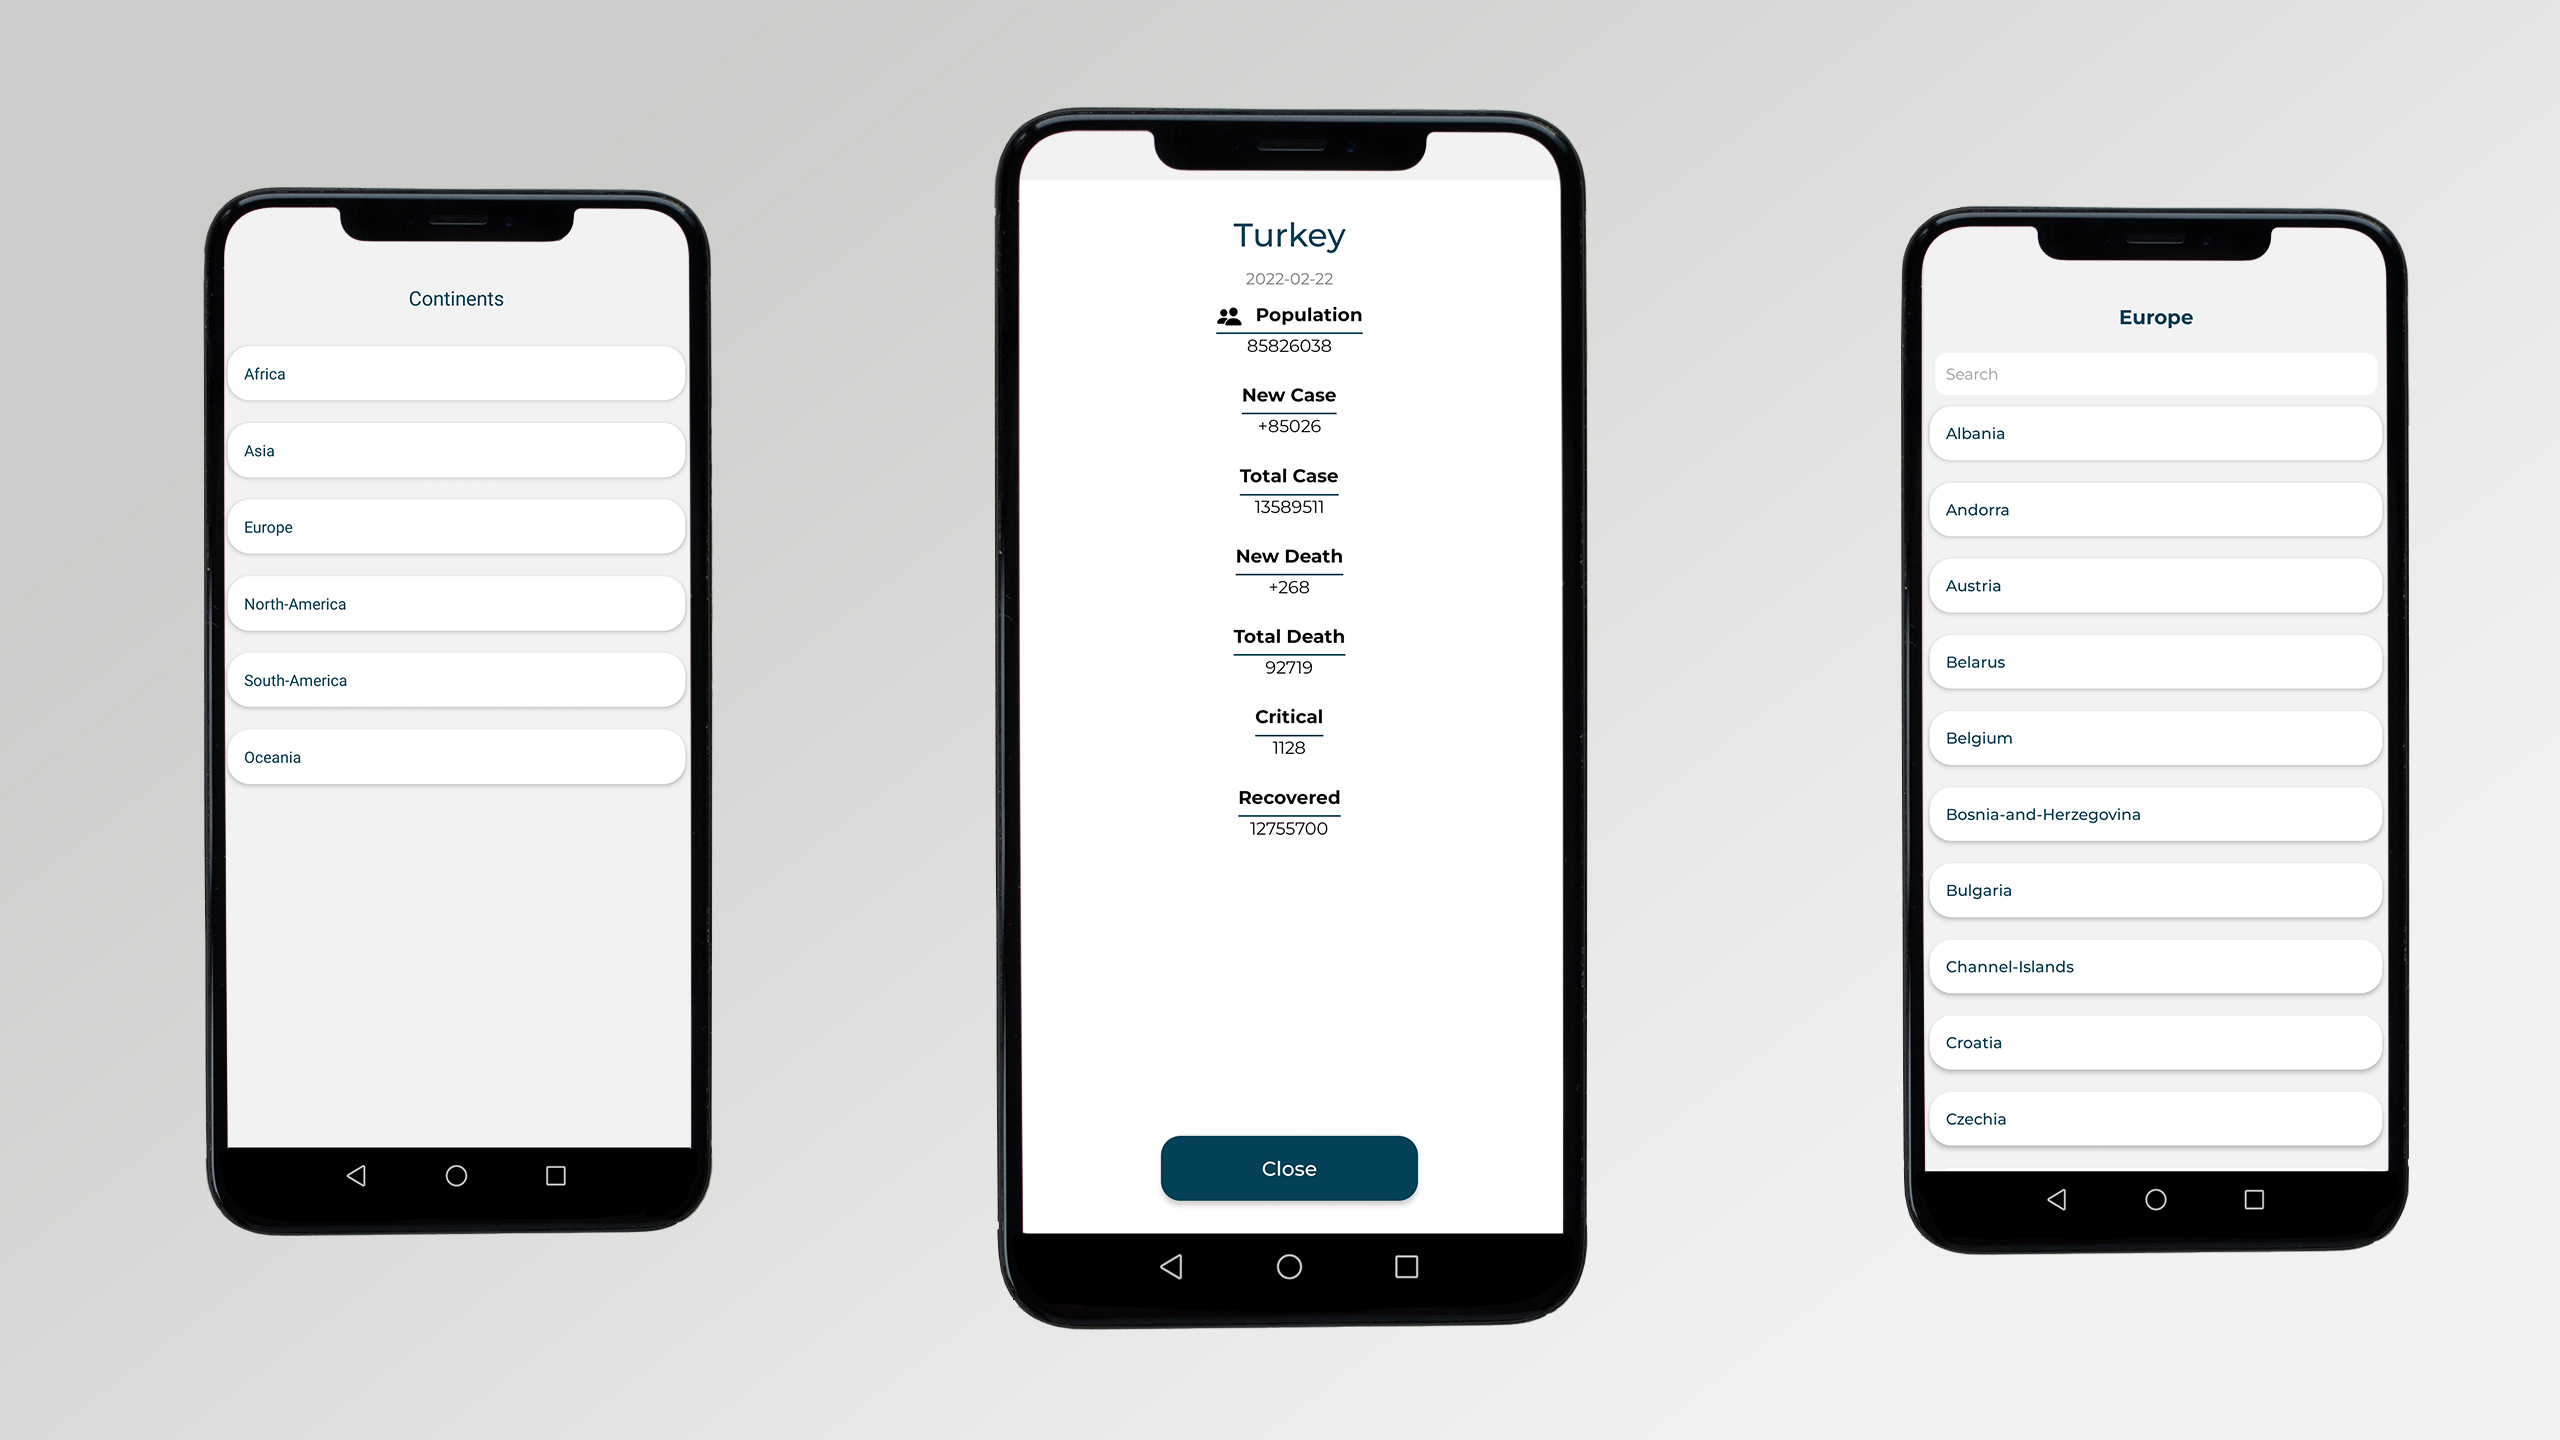 Continents
Africa
Asia
Europe
North-America
South-America
Oceania
Turkey
2022-02-22
Population
85826038
New Case
+85026
Total Case
13589511
New Death
+268
Total Death
92719
Critical
1128
Recovered
12755700
Close
Europe
Search
Albania
Andorra
Austria
Belarus
Belgium
Bosnia-and-Herzegovina
Bulgaria
Channel-Islands
Croatia
Czechia